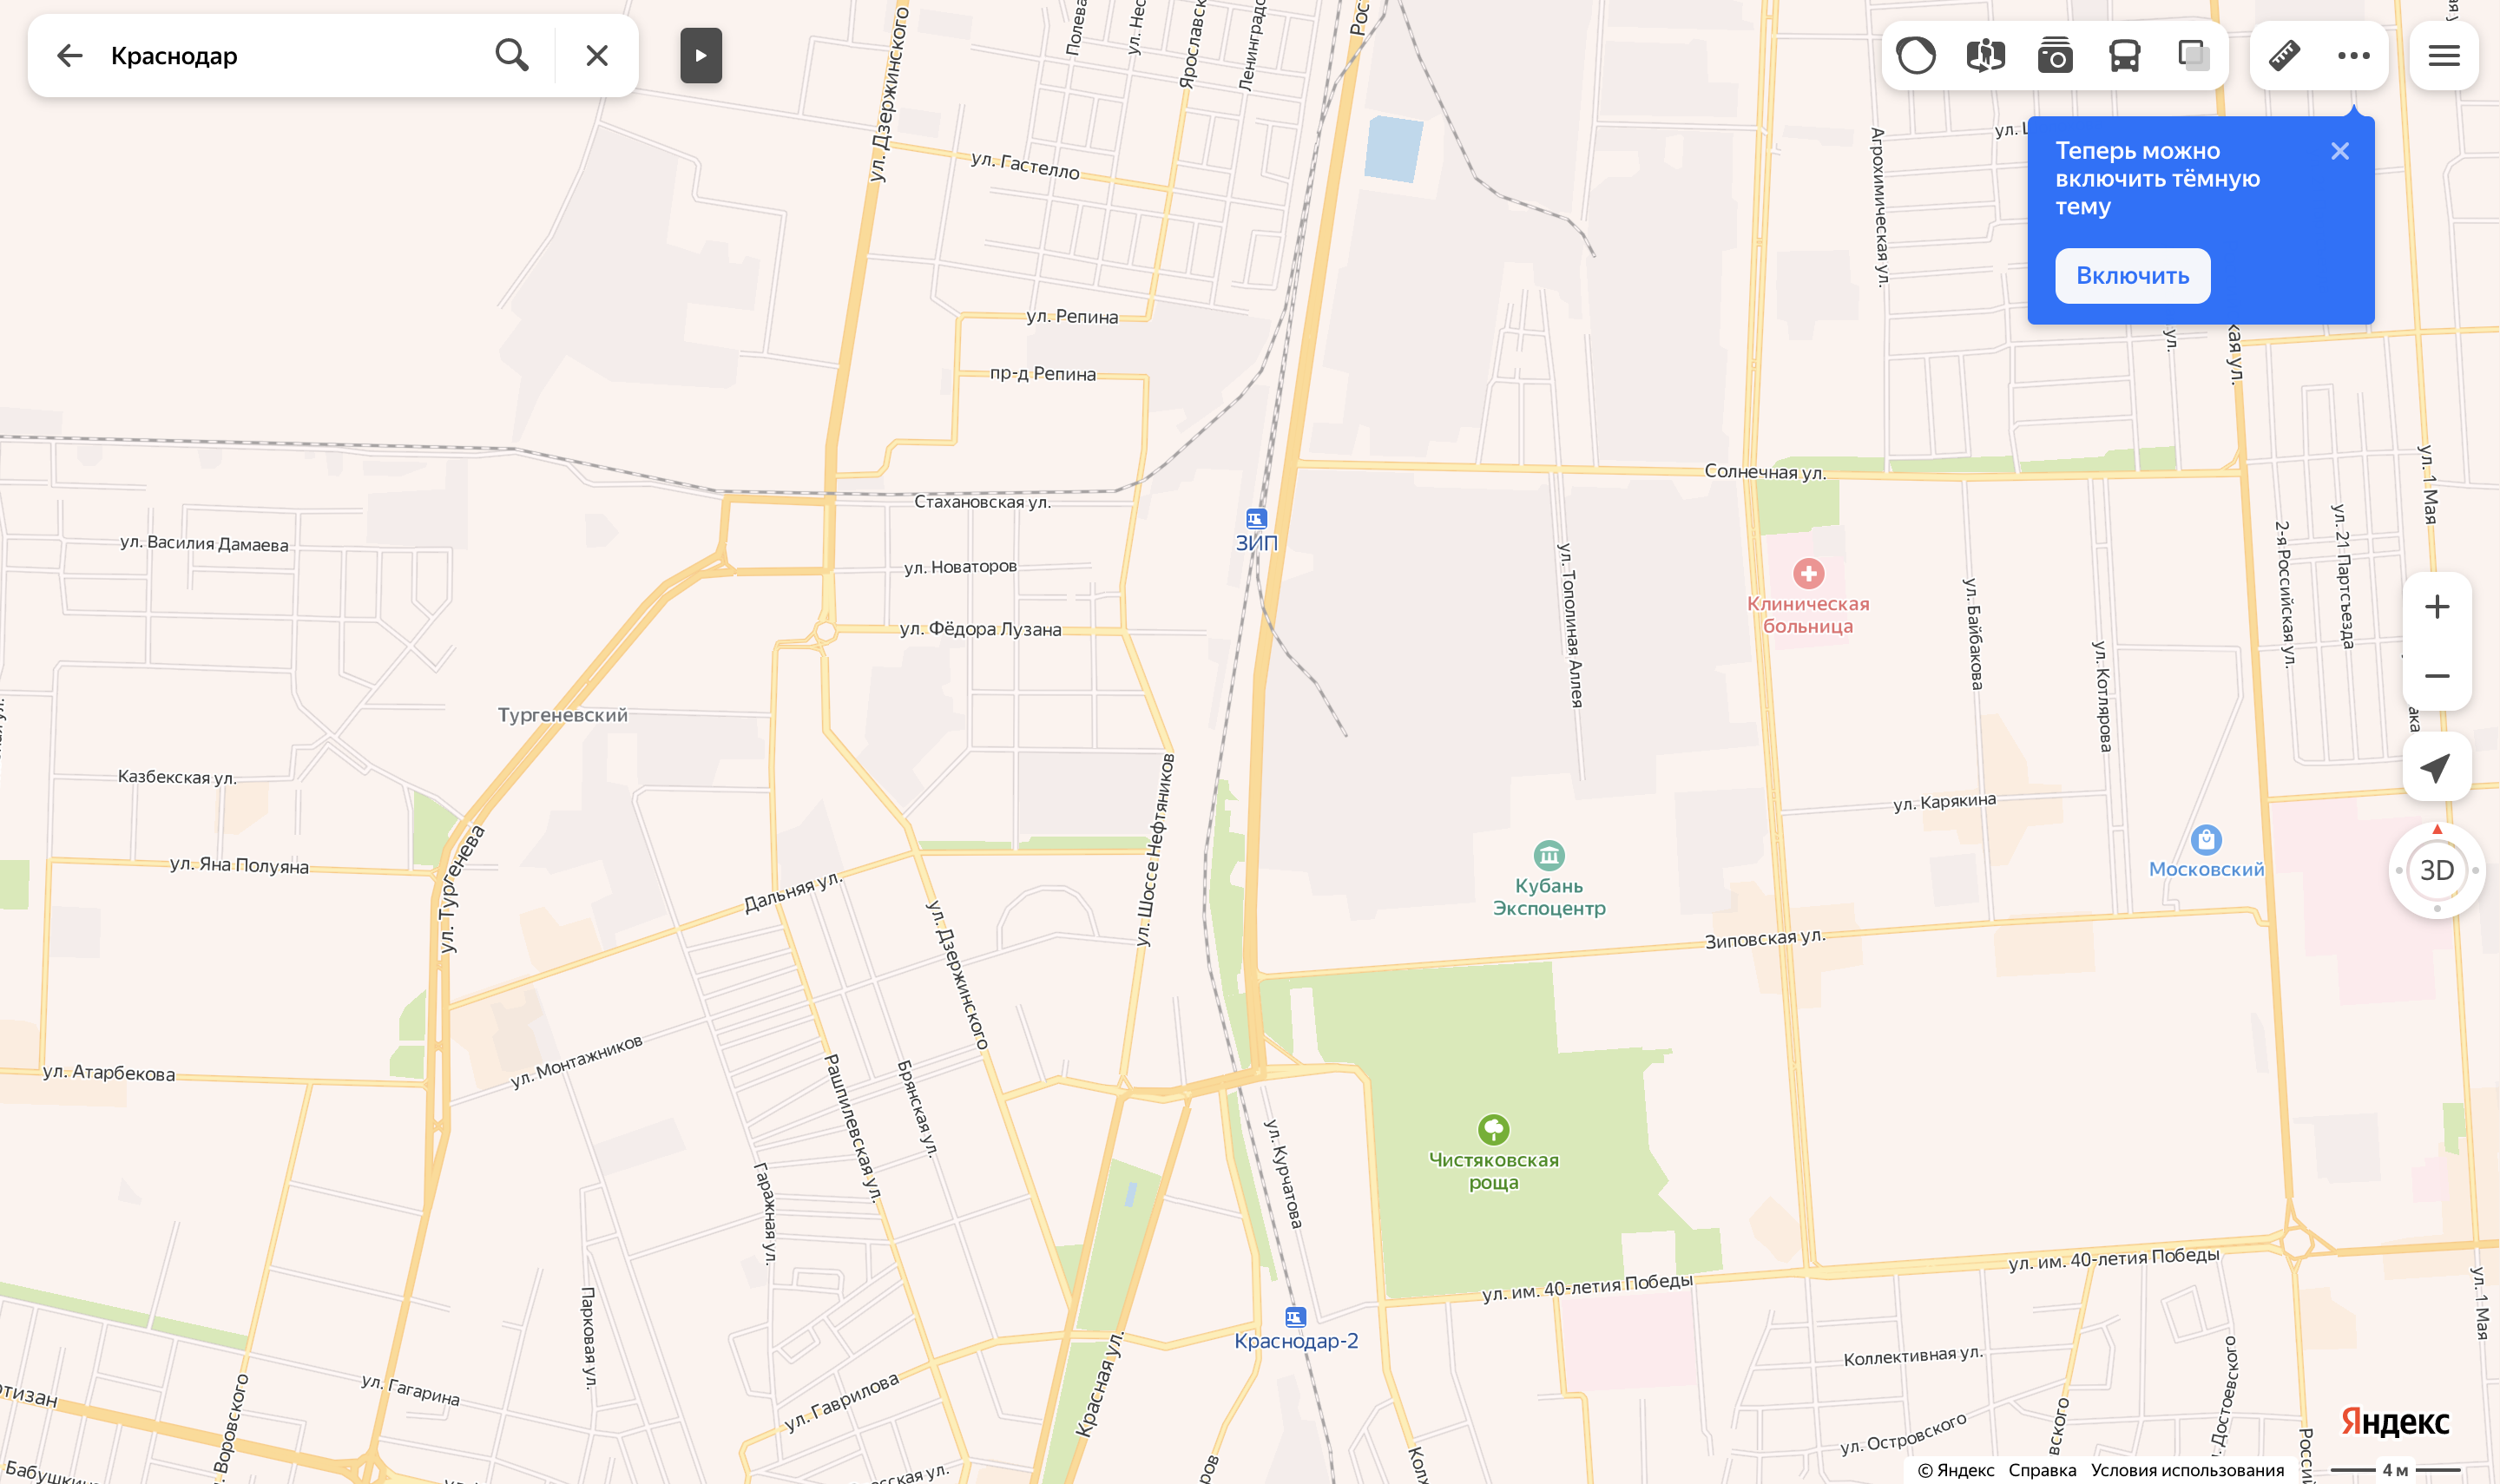 Краснодар
Теперь можно
включить тёмную
тему
Включить
ул. Дзержинского
Ярославск
ул. Гастелло
Агрохимическая ул.
ул. Репина
пр-д Репина
Солнечная ул.
Стахановская ул.
ул. 1 Мая
ул. Василия Дамаева
ЗИП
ул. Новаторов
ул. Тополиная Аллея
Клиническая
больница
ул. Байбакова
2-я Российская ул.
ул. 21 Партсъезда
ул. Фёдора Лузана
ул. Котлярова
Тургеневский
Казбекская ул.
ул. Карякина
ул. Шоссе Нефтяников
ул. Яна Полуяна
ул. Тургенева
Дальняя ул.
Кубань
Экспоцентр
Московский
3D
ул. Дзержинского
Зиповская ул.
ул. Атарбекова
ул. Монтажников
Рашпилевская ул.
Брянская ул.
Чистяковская
роща
ул. Курчатова
Гаражная ул.
ул. им. 40-летия Победы
ул. им. 40-летия Победы
ул. 1 Мая
Парковая ул.
Краснодар-2
Красная ул.
Коллективная ул.
ул. Гагарина
ул. Гаврилова
ул. Островского
Воровского
Достоевского
Яндекс
© Яндекс Справка Условия использования 4 м